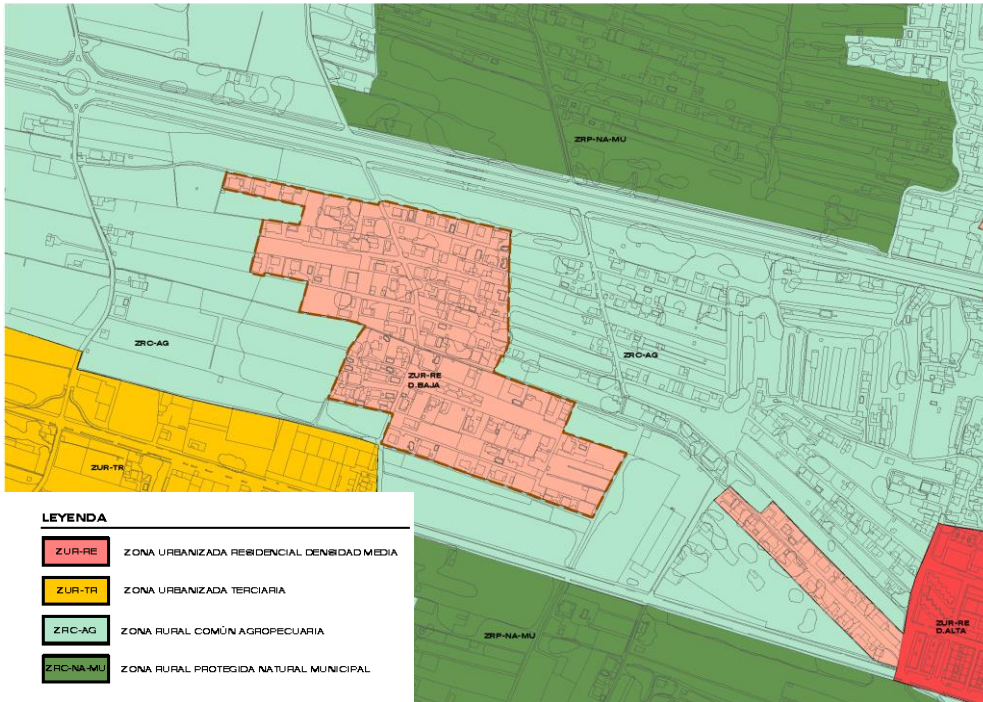 ZRP-NA-MU
ZRC-AG
ZRC-AG
ZUR-RE
D.BAJA
ZUR-TR
ZRP-NA-MU
ZUR-RE
D.ALTA
LEYENDA
ZUR-RE ZONA URBANIZADA RESIDENCIAL DENSIDAD MEDIA
ZUR-TR ZONA URBANIZADA TERCIARIA
ZRC-AG ZONA RURAL COMÚN AGROPECUARIA
ZRC-NA-MU ZONA RURAL PROTEGIDA NATURAL MUNICIPAL